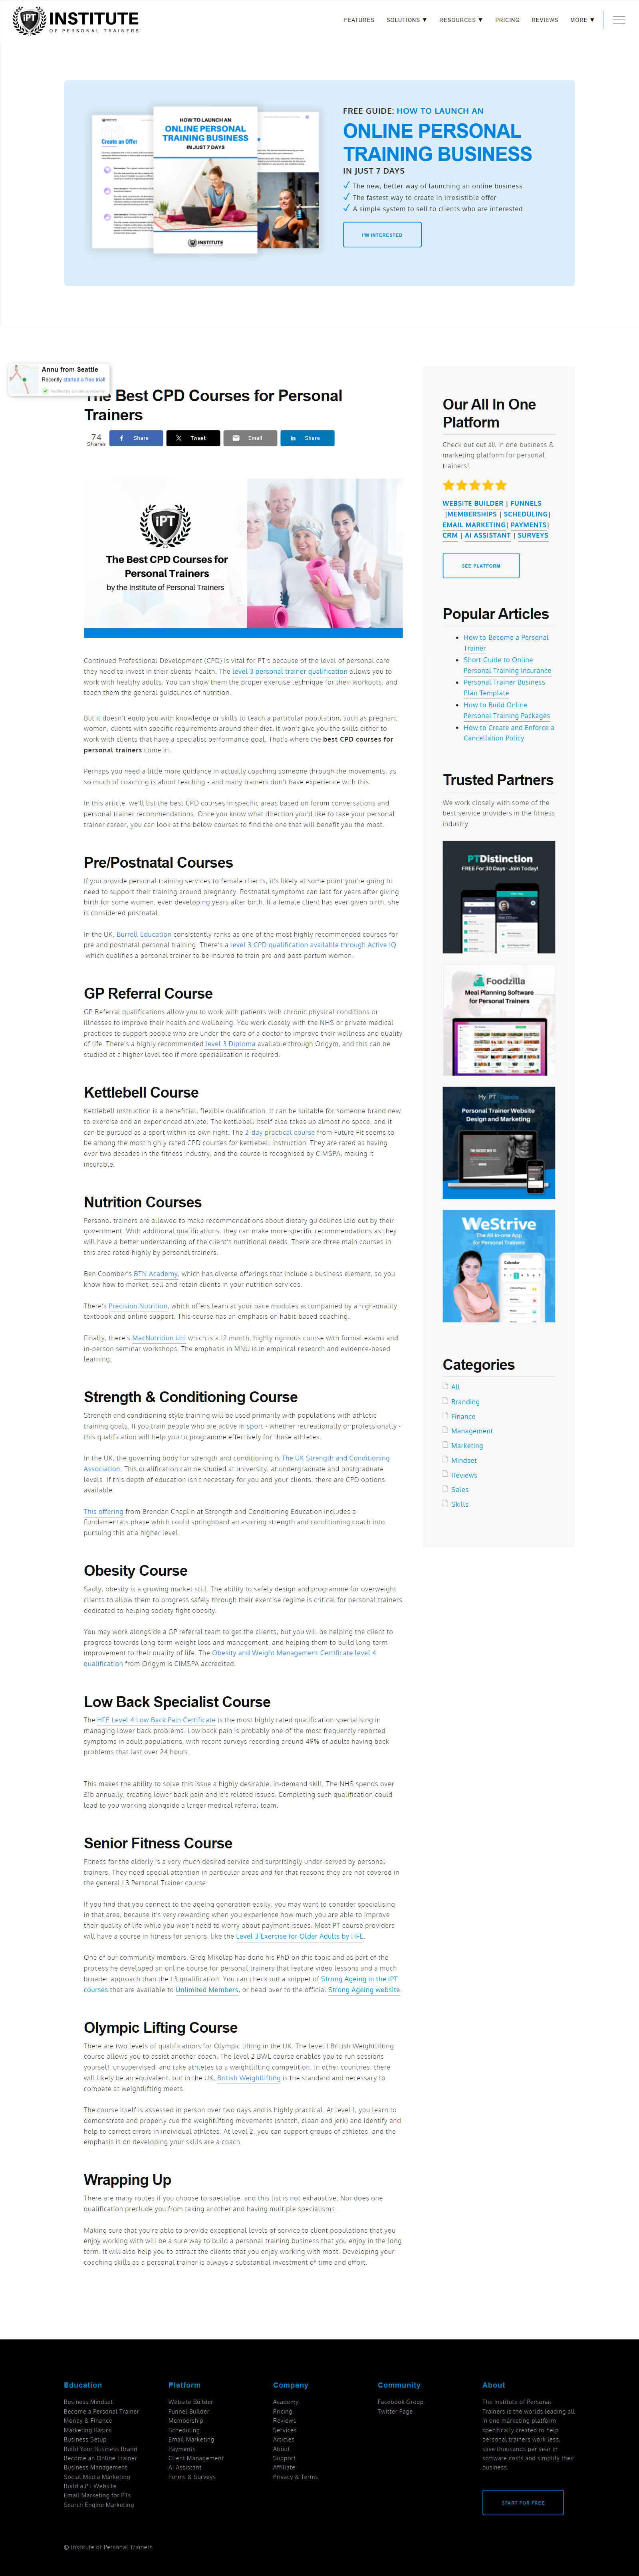 IPT
INSTITUTE
OF PERSONAL TRAINERS
FEATURES
SOLUTIONS ▼
RESOURCES ▼
PRICING
REVIEWS
MORE ▼
Create an Offer
HOW TO LAUNCH AN
ONLINE PERSONAL
TRAINING BUSINESS
IN JUST 7 DAYS
INSTITUTE
FREE GUIDE: HOW TO LAUNCH AN
ONLINE PERSONAL
TRAINING BUSINESS
IN JUST 7 DAYS
The new, better way of launching an online business
The fastest way to create in irresistible offer
A simple system to sell to clients who are interested
I'M INTERESTED
Annu from Seattle
Recently started a free trial!
The Best CPD Courses for Personal
Trainers
74
Shares
Share
Tweet
Email
Share
iPT
The Best CPD Courses for
Personal Trainers
by the Institute of Personal Trainers
Continued Professional Development (CPD) is vital for PT's because of the level of personal care
they need to invest in their clients' health. The level 3 personal trainer qualification allows you to
work with healthy adults. You can show them the proper exercise technique for their workouts, and
teach them the general guidelines of nutrition.
But it doesn't equip you with knowledge or skills to teach a particular population, such as pregnant
women, clients with specific requirements around their diet. It won't give you the skills either to
work with clients that have a specialist performance goal. That's where the best CPD courses for
personal trainers come in.
Perhaps you need a little more guidance in actually coaching someone through the movements, as
so much of coaching is about teaching - and many trainers don't have experience with this.
In this article, we'll list the best CPD courses in specific areas based on forum conversations and
personal trainer recommendations. Once you know what direction you'd like to take your personal
trainer career, you can look at the below courses to find the one that will benefit you the most.
Pre/Postnatal Courses
If you provide personal training services to female clients, it's likely at some point you're going to
need to support their training around pregnancy. Postnatal symptoms can last for years after giving
birth for some women, even developing years after birth. If a female client has ever given birth, she
is considered postnatal.
In the UK, Burrell Education consistently ranks as one of the most highly recommended courses for
pre and postnatal personal training. There's a level 3 CPD qualification available through Active IQ
which qualifies a personal trainer to be insured to train pre and post-partum women.
GP Referral Course
GP Referral qualifications allow you to work with patients with chronic physical conditions or
illnesses to improve their health and wellbeing. You work closely with the NHS or private medical
practices to support people who are under the care of a doctor to improve their wellness and quality
of life. There's a highly recommended level 3 Diploma available through Origym, and this can be
studied at a higher level too if more specialisation is required.
Kettlebell Course
Kettlebell instruction is a beneficial, flexible qualification. It can be suitable for someone brand new
to exercise and an experienced athlete. The kettlebell itself also takes up almost no space, and it
can be pursued as a sport within its own right. The 2-day practical course from Future Fit seems to
be among the most highly rated CPD courses for kettlebell instruction. They are rated as having
over two decades in the fitness industry, and the course is recognised by CIMSPA, making it
insurable.
Nutrition Courses
Personal trainers are allowed to make recommendations about dietary guidelines laid out by their
government. With additional qualifications, they can make more specific recommendations as they
will have a better understanding of the client's nutritional needs. There are three main courses in
this area rated highly by personal trainers.
Ben Coomber's BTN Academy, which has diverse offerings that include a business element, so you
know how to market, sell and retain clients in your nutrition services.
There's Precision Nutrition, which offers learn at your pace modules accompanied by a high-quality
textbook and online support. This course has an emphasis on habit-based coaching.
Finally, there's MacNutrition Uni which is a 12 month, highly rigorous course with formal exams and
in-person seminar workshops. The emphasis in MNU is in empirical research and evidence-based
learning.
Strength & Conditioning Course
Strength and conditioning style training will be used primarily with populations with athletic
training goals. If you train people who are active in sport - whether recreationally or professionally -
this qualification will help you to programme effectively for those athletes.
In the UK, the governing body for strength and conditioning is The UK Strength and Conditioning
Association. This qualification can be studied at university, at undergraduate and postgraduate
levels. If this depth of education isn't necessary for you and your clients, there are CPD options
available.
This offering from Brendan Chaplin at Strength and Conditioning Education includes a
Fundamentals phase which could springboard an aspiring strength and conditioning coach into
pursuing this at a higher level.
Obesity Course
Sadly, obesity is a growing market still. The ability to safely design and programme for overweight
clients to allow them to progress safely through their exercise regime is critical for personal trainers
dedicated to helping society fight obesity.
You may work alongside a GP referral team to get the clients, but you will be helping the client to
progress towards long-term weight loss and management, and helping them to build long-term
improvement to their quality of life. The Obesity and Weight Management Certificate level 4
qualification from Origym is CIMSPA accredited.
Low Back Specialist Course
The HFE Level 4 Low Back Pain Certificate is the most highly rated qualification specialising in
managing lower back problems. Low back pain is probably one of the most frequently reported
symptoms in adult populations, with recent surveys recording around 49% of adults having back
problems that last over 24 hours.
This makes the ability to solve this issue a highly desirable, in-demand skill. The NHS spends over
£1b annually, treating lower back pain and it's related issues. Completing such qualification could
lead to you working alongside a larger medical referral team.
Senior Fitness Course
Fitness for the elderly is a very much desired service and surprisingly under-served by personal
trainers. They need special attention in particular areas and for that reasons they are not covered in
the general L3 Personal Trainer course.
If you find that you connect to the ageing generation easily, you may want to consider specialising
in that area, because it's very rewarding when you experience how much you are able to improve
their quality of life while you won't need to worry about payment issues. Most PT course providers
will have a course in fitness for seniors, like the Level 3 Exercise for Older Adults by HFE.
One of our community members, Greg Mikolap has done his PhD on this topic and as part of the
process he developed an online course for personal trainers that feature video lessons and a much
broader approach than the L3 qualification. You can check out a snippet of Strong Ageing in the iPT
courses that are available to Unlimited Members, or head over to the official Strong Ageing website.
Olympic Lifting Course
There are two levels of qualifications for Olympic lifting in the UK. The level 1 British Weightlifting
course allows you to assist another coach. The level 2 BWL course enables you to run sessions
yourself, unsupervised, and take athletes to a weightlifting competition. In other countries, there
will likely be an equivalent, but in the UK, British Weightlifting is the standard and necessary to
compete at weightlifting meets.
The course itself is assessed in person over two days and is highly practical. At level 1, you learn to
demonstrate and properly cue the weightlifting movements (snatch, clean and jerk) and identify and
help to correct errors in individual athletes. At level 2, you can support groups of athletes, and the
emphasis is on developing your skills are a coach.
Wrapping Up
There are many routes if you choose to specialise, and this list is not exhaustive. Nor does one
qualification preclude you from taking another and having multiple specialisms.
Making sure that you're able to provide exceptional levels of service to client populations that you
enjoy working with will be a sure way to build a personal training business that you enjoy in the long
term. It will also help you to attract the clients that you enjoy working with most. Developing your
coaching skills as a personal trainer is always a substantial investment of time and effort.
Our All In One
Platform
Check out out all in one business &
marketing platform for personal
trainers!
WEBSITE BUILDER | FUNNELS
|MEMBERSHIPS | SCHEDULING|
EMAIL MARKETING| PAYMENTS|
CRM | AI ASSISTANT | SURVEYS
SEE PLATFORM
Popular Articles
How to Become a Personal
Trainer
Short Guide to Online
Personal Training Insurance
Personal Trainer Business
Plan Template
How to Build Online
Personal Training Packages
How to Create and Enforce a
Cancellation Policy
Trusted Partners
We work closely with some of the
best service providers in the fitness
industry.
PTDistinction
FREE For 30 Days - Join Today!
Foodzilla
Meal Planning Software
for Personal Trainers
My PT Website
Personal Trainer Website
Design and Marketing
WeStrive
The All-in-one App
for Personal Trainers
Calendar
Categories
All
Branding
Finance
Management
Marketing
Mindset
Reviews
Sales
Skills
Education
Business Mindset
Become a Personal Trainer
Money & Finance
Marketing Basics
Business Setup
Build Your Business Brand
Become an Online Trainer
Business Management
Social Media Marketing
Build a PT Website
Email Marketing for PTs
Search Engine Marketing
Platform
Website Builder
Funnel Builder
Membership
Scheduling
Email Marketing
Payments
Client Management
AI Assistant
Forms & Surveys
Company
Academy
Pricing
Reviews
Services
Articles
About
Support
Affiliate
Privacy & Terms
Community
Facebook Group
Twitter Page
About
The Institute of Personal
Trainers is the worlds leading all
in one marketing platform
specifically created to help
personal trainers work less,
save thousands per year in
software costs and simplify their
business.
START FOR FREE
© Institute of Personal Trainers